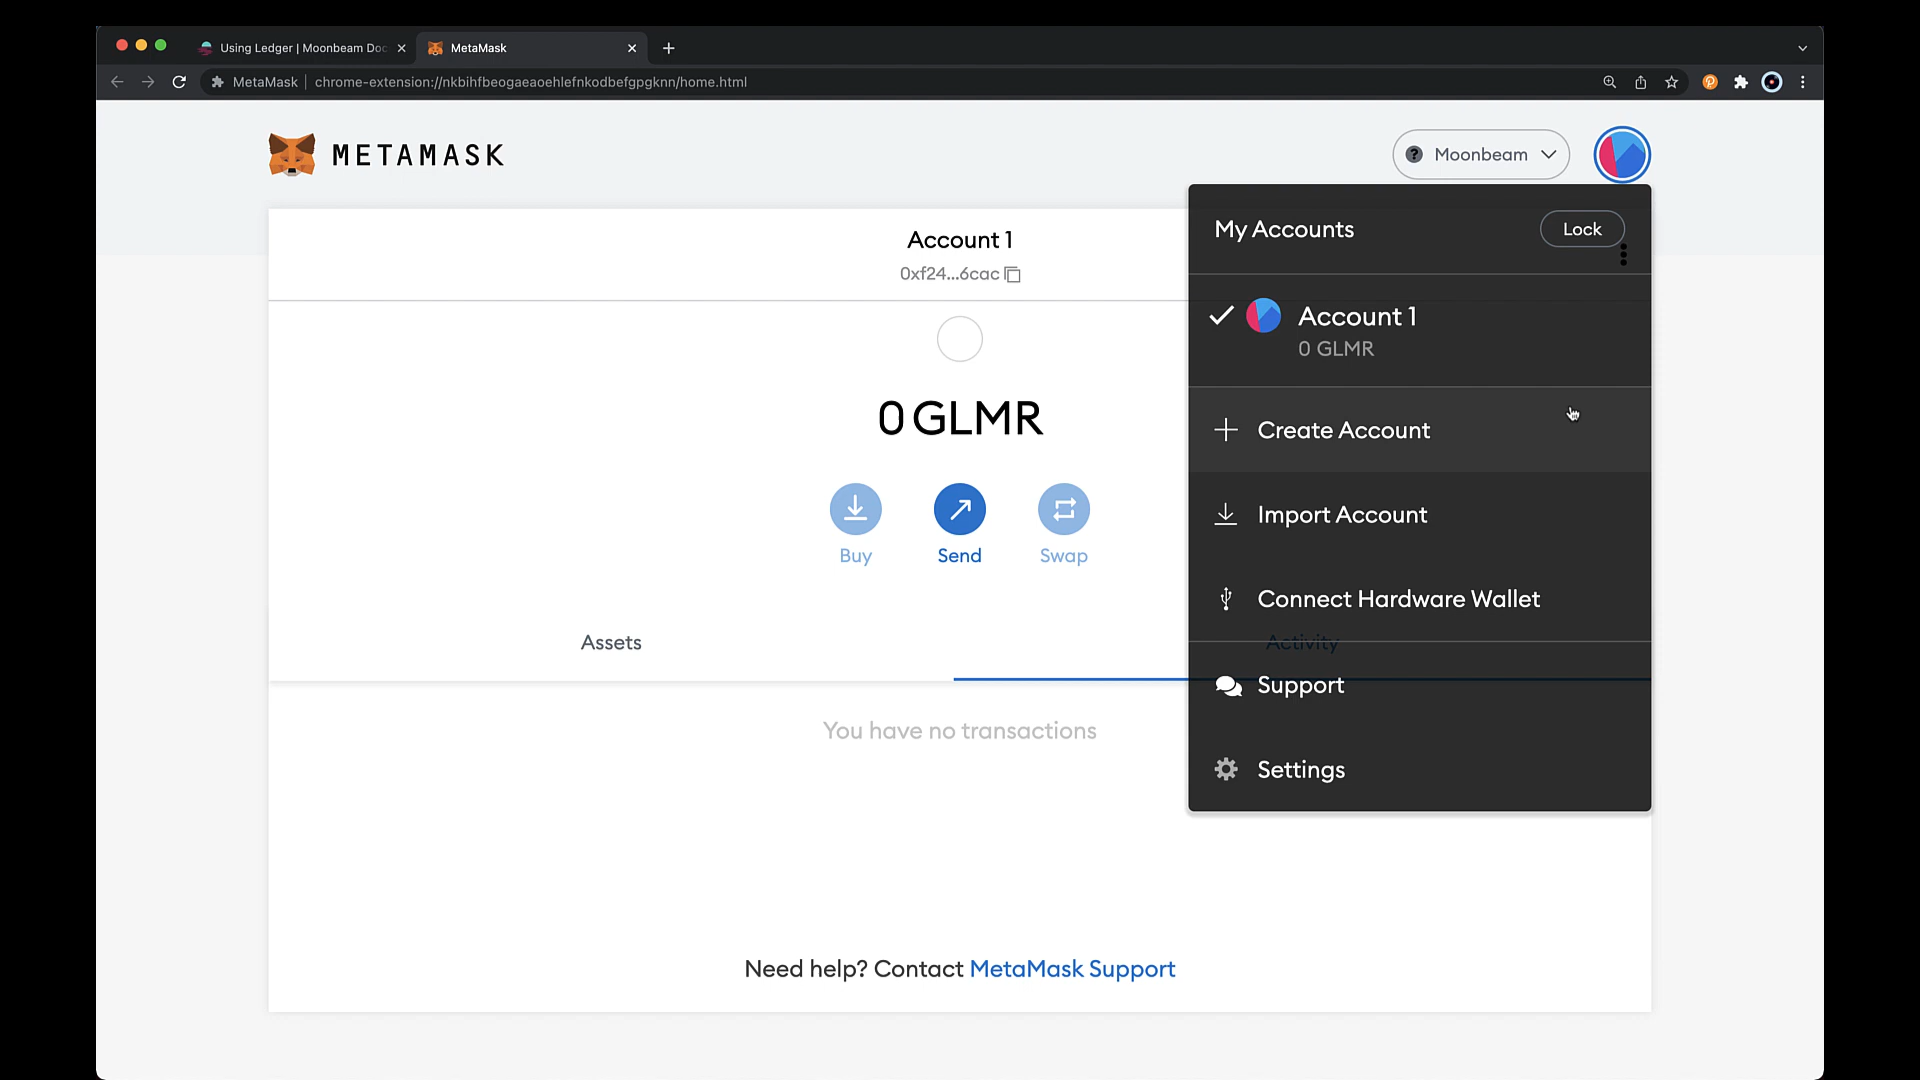 Using Ledger | Moonbeam Doc
MetaMask
MetaMask | chrome-extension://nkbihfbeogaeaoehlefnkodbefgpgknn/home.html
METAMASK
Moonbeam
My Accounts
Lock
Account 1
0xf24...6cac
Account 1
0 GLMR
0 GLMR
Create Account
Import Account
Buy
Send
Swap
Connect Hardware Wallet
Assets
Activity
Support
You have no transactions
Settings
Need help? Contact MetaMask Support